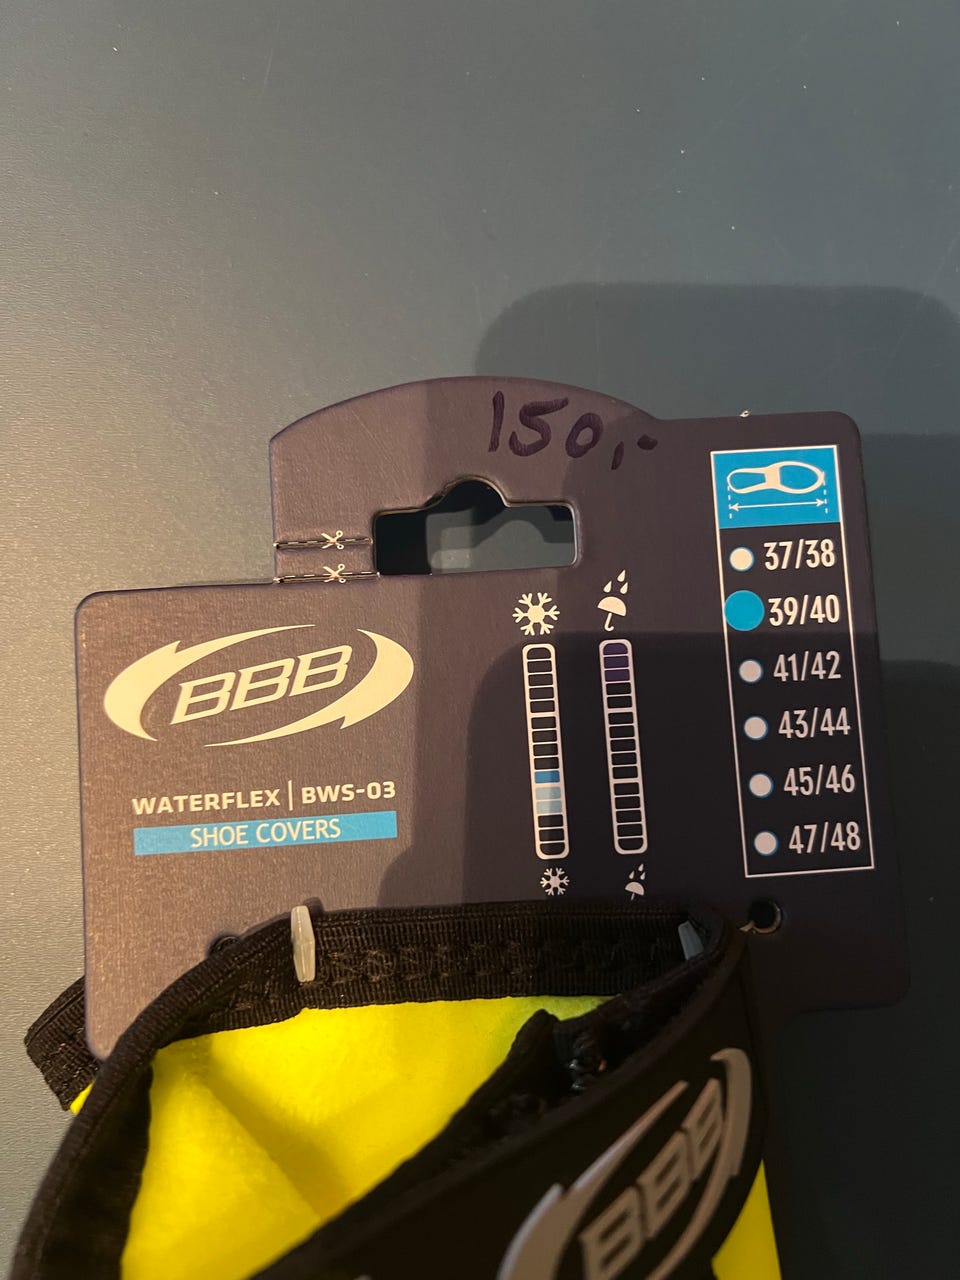 150,-
37/38
39/40
41/42
43/44
45/46
47/48
BBB
WATERFLEX | BWS-03
SHOE COVERS
BBB